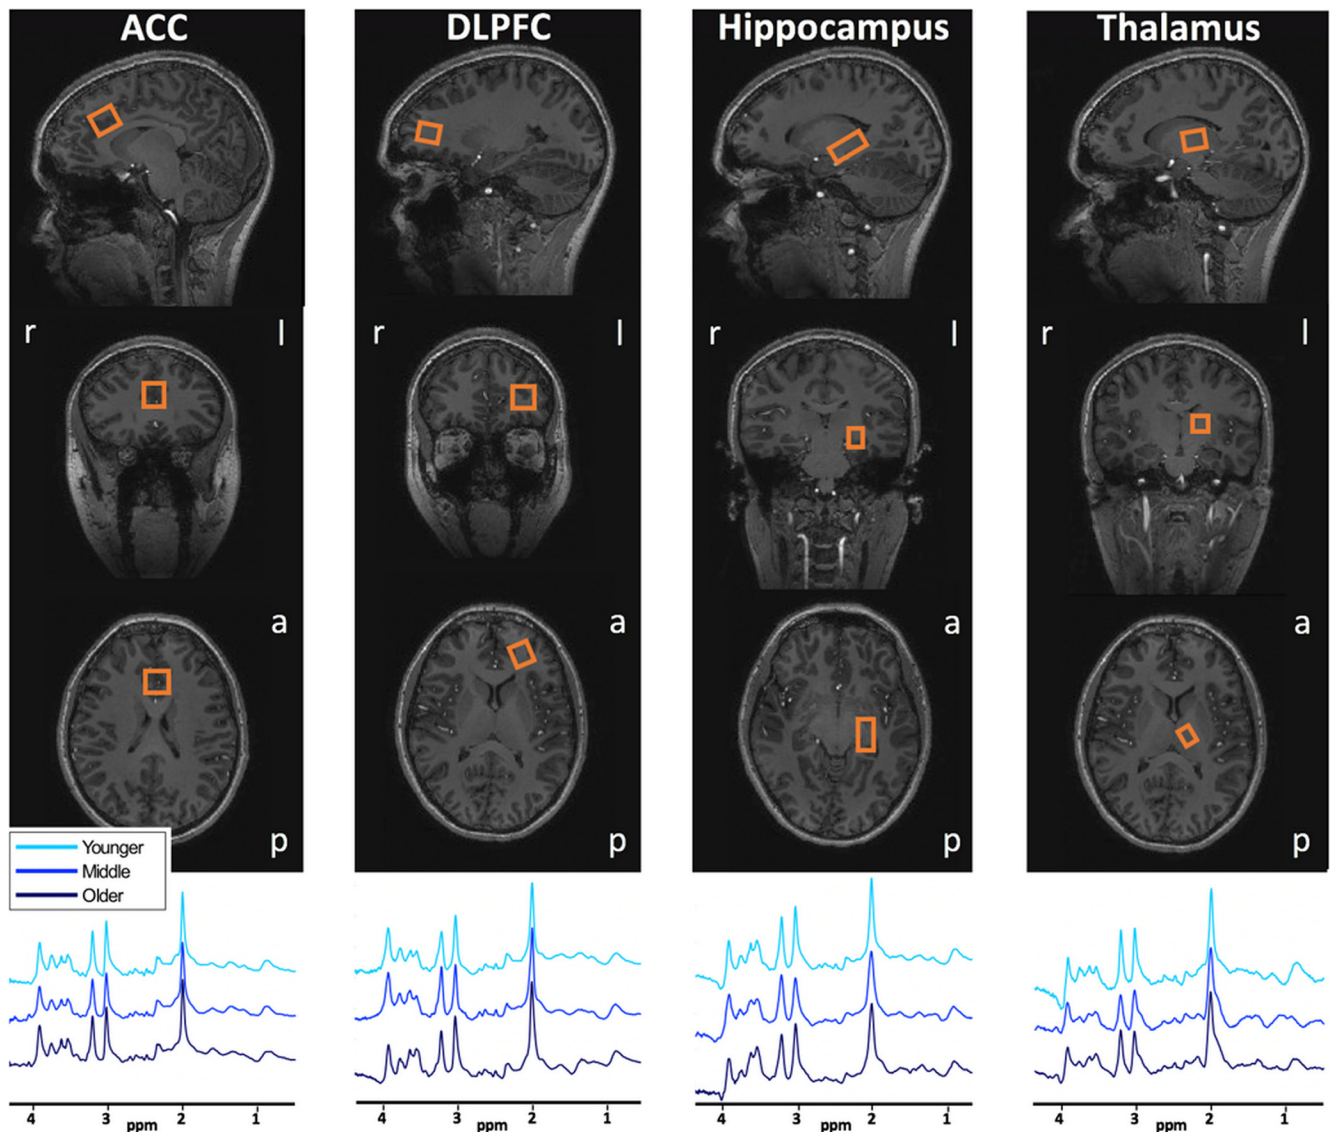 ACC DLPFC Hippocampus Thalamus
r l r l r l r l
a a a a
p p p p
Younger
Middle
Older
4 3 2 1 4 3 2 1 4 3 2 1 4 3 2 1
ppm ppm ppm ppm